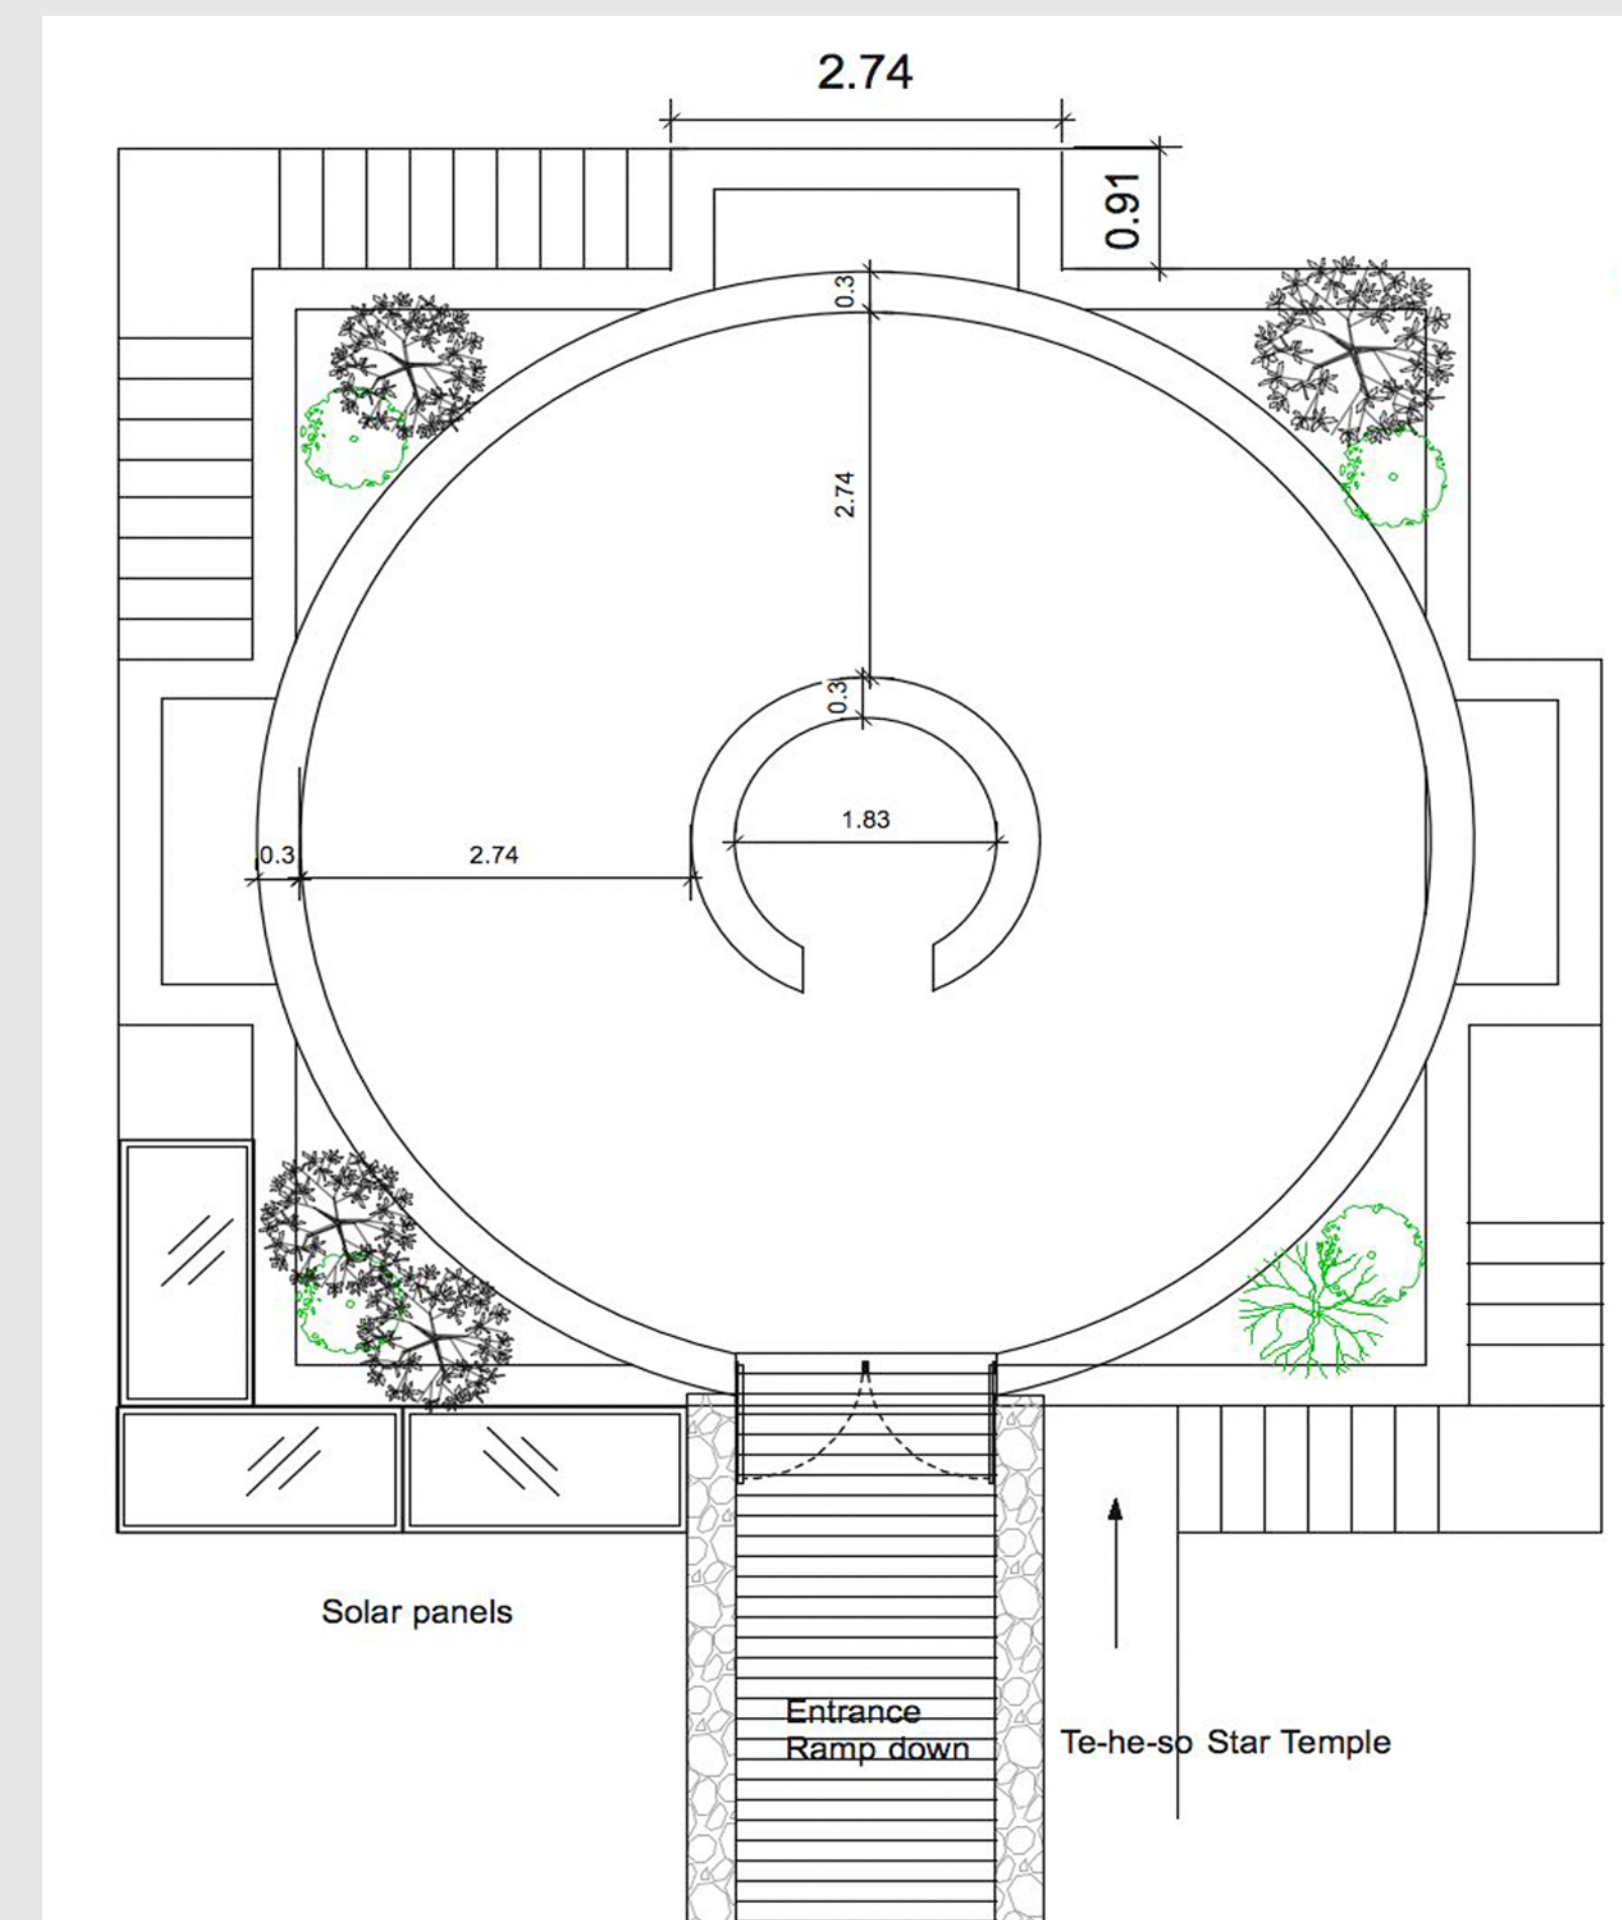 2.74
0.91
0.3
2.74
0.3
1.83
0.3
2.74
Solar panels
Entrance
Ramp down
Te-he-so Star Temple